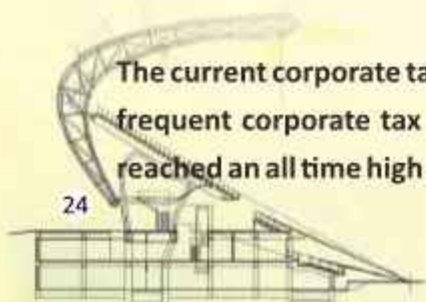 The current corporate ta
frequent corporate tax
reached an all time high
24